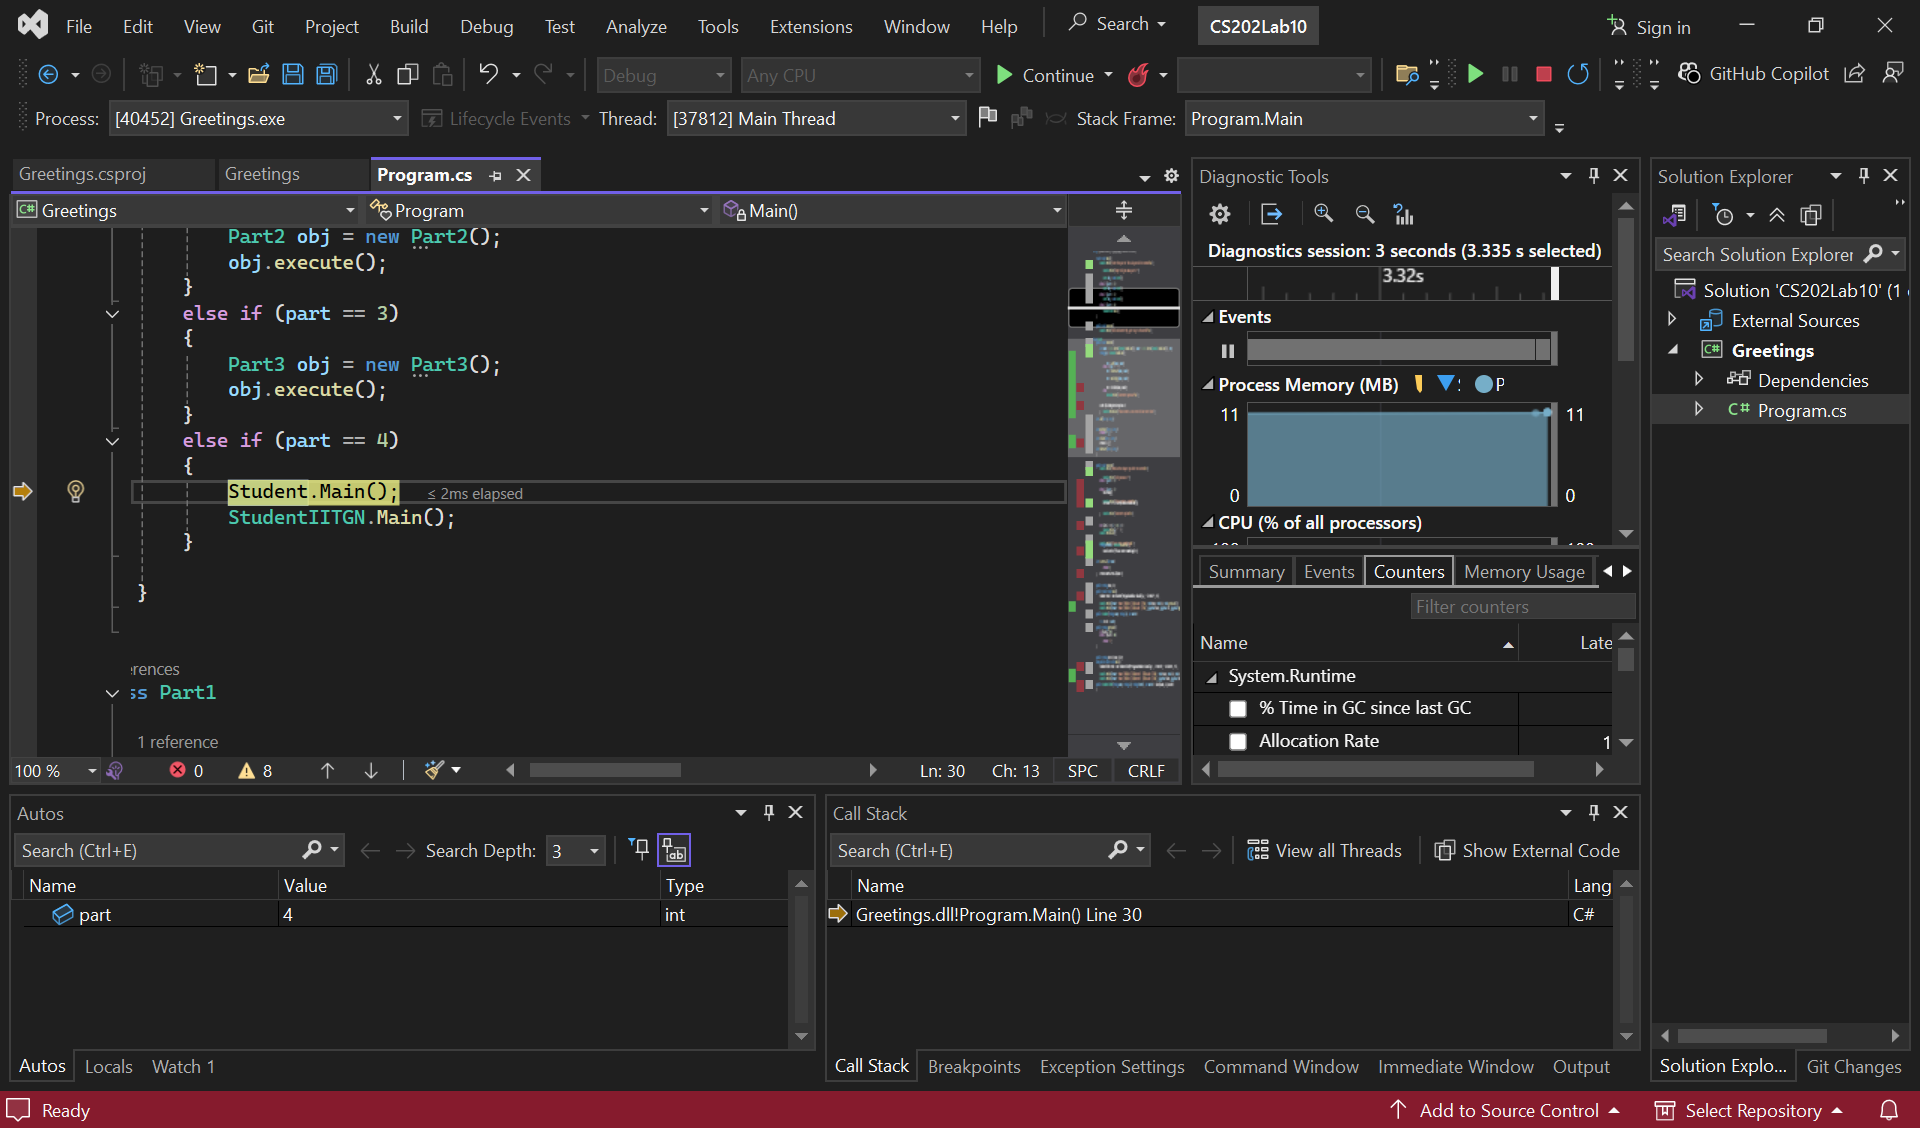 File Edit View Git Project Build Debug Test Analyze Tools Extensions Window Help Search CS202Lab10 Sign in
Debug Any CPU Continue GitHub Copilot
Process: [40452] Greetings.exe Lifecycle Events Thread: [37812] Main Thread Stack Frame: Program.Main
Greetings.csproj Greetings Program.cs
Greetings Program Main()
Part2 obj = new Part2();
obj.execute();
}
else if (part == 3)
{
Part3 obj = new Part3();
obj.execute();
}
else if (part == 4)
{
Student.Main(); ≤ 2ms elapsed
StudentIITGN.Main();
}
}
erences
ss Part1
1 reference
100 % 0 8 Ln: 30 Ch: 13 SPC CRLF
Diagnostic Tools
Diagnostics session: 3 seconds (3.335 s selected)
3.32s
Events
Process Memory (MB) P
11 11
0 0
CPU (% of all processors)
100 100
Summary Events Counters Memory Usage
Filter counters
Name Late
System.Runtime
% Time in GC since last GC
Allocation Rate 1
Solution Explorer
Search Solution Explorer
Solution 'CS202Lab10' (1
External Sources
C# Greetings
Dependencies
C# Program.cs
Autos
Search (Ctrl+E) Search Depth: 3
Name Value Type
part 4 int
Autos Locals Watch 1
Call Stack
Search (Ctrl+E) View all Threads Show External Code
Name Lang
Greetings.dll!Program.Main() Line 30 C#
Call Stack Breakpoints Exception Settings Command Window Immediate Window Output
Solution Explo... Git Changes
Ready Add to Source Control Select Repository